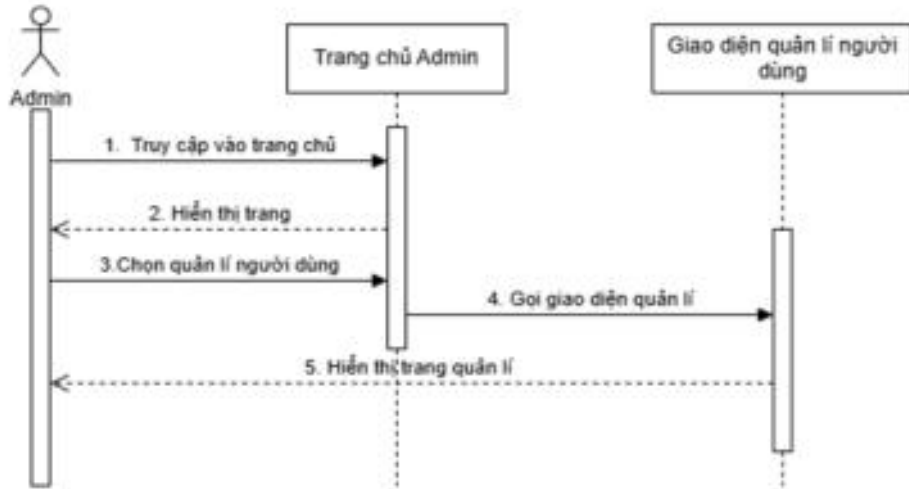 Admin
Trang chủ Admin
Giao diện quản lí người
dùng
1. Truy cập vào trang chủ
2. Hiển thị trang
3.Chọn quản lí người dùng
4. Gọi giao diện quản lí
5. Hiển thị trang quản lí